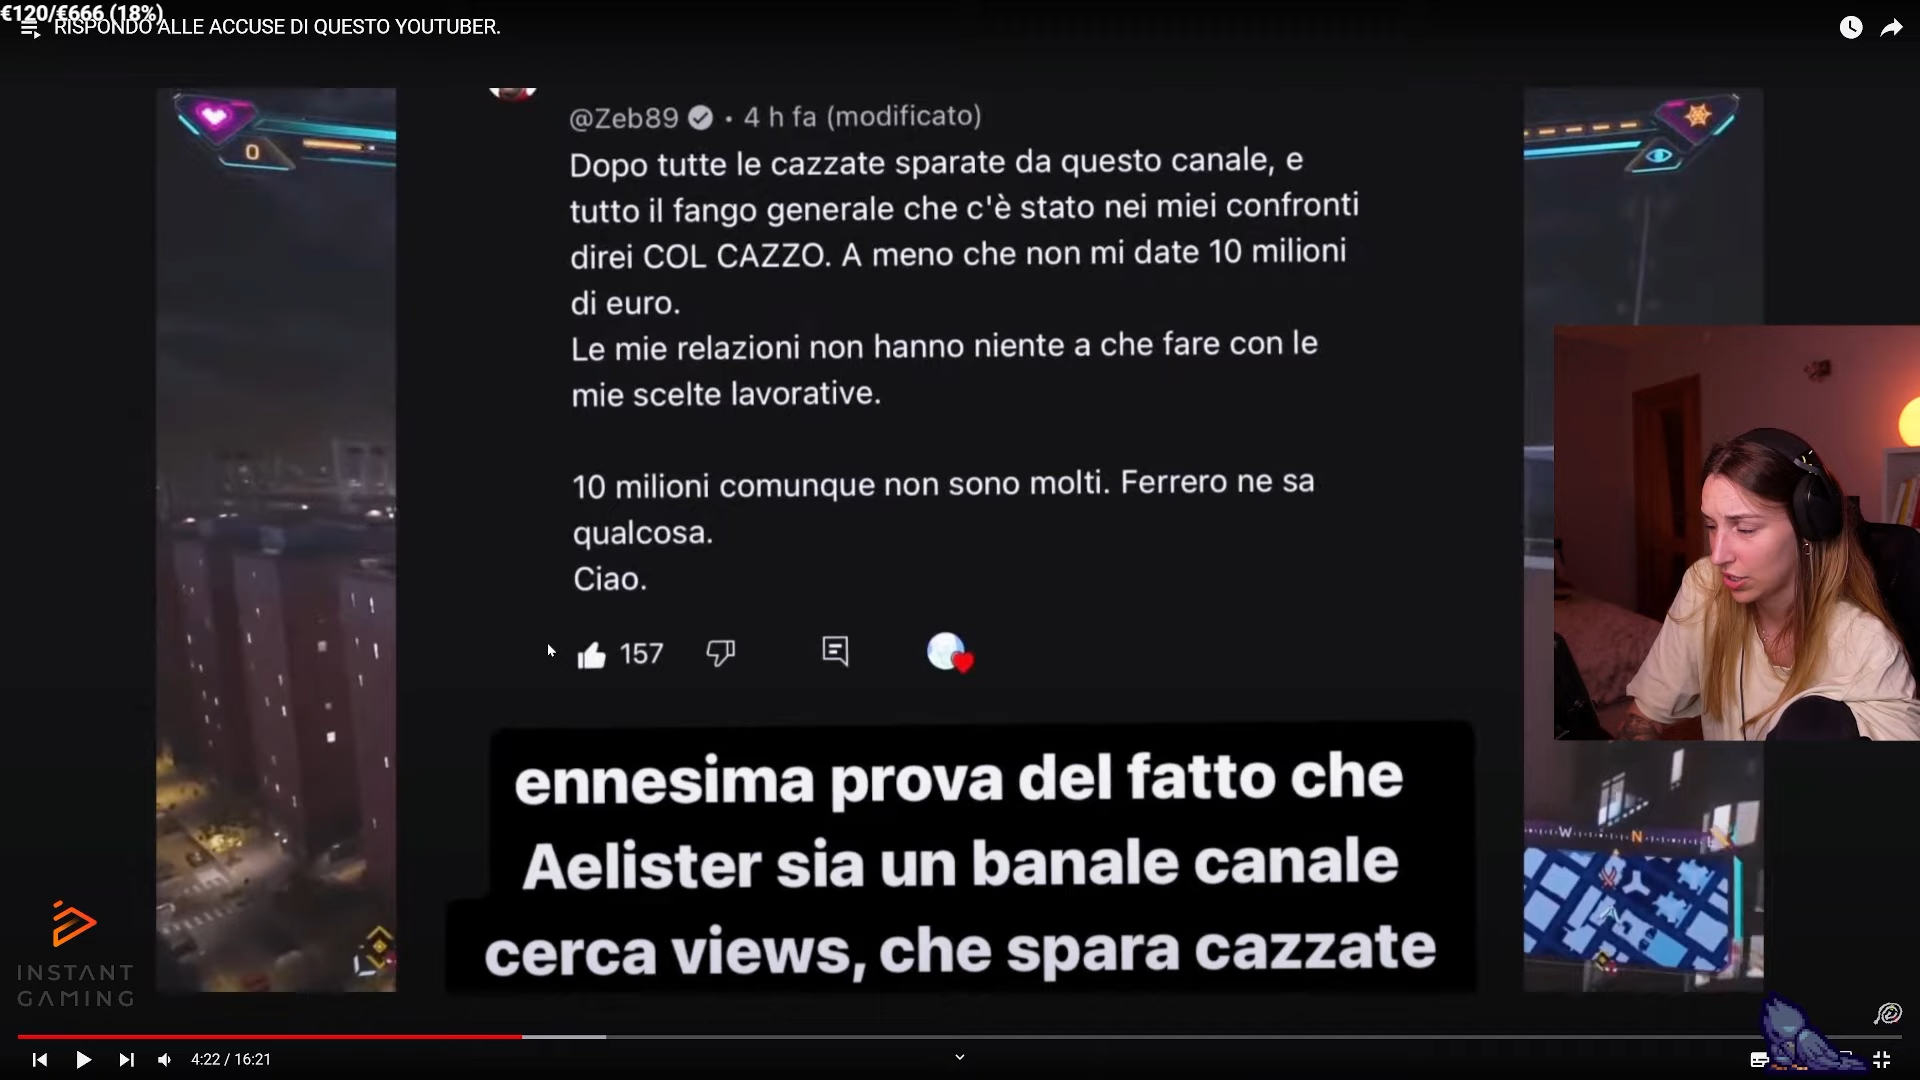 €120/€666 (18%)
RISPONDO ALLE ACCUSE DI QUESTO YOUTUBER.
0
@Zeb89 • 4 h fa (modificato)
Dopo tutte le cazzate sparate da questo canale, e
tutto il fango generale che c'è stato nei miei confronti
direi COL CAZZO. A meno che non mi date 10 milioni
di euro.
Le mie relazioni non hanno niente a che fare con le
mie scelte lavorative.
10 milioni comunque non sono molti. Ferrero ne sa
qualcosa.
Ciao.
157
ennesima prova del fatto che
Aelister sia un banale canale
cerca views, che spara cazzate
W N
INSTANT
GAMING
4:22 / 16:21